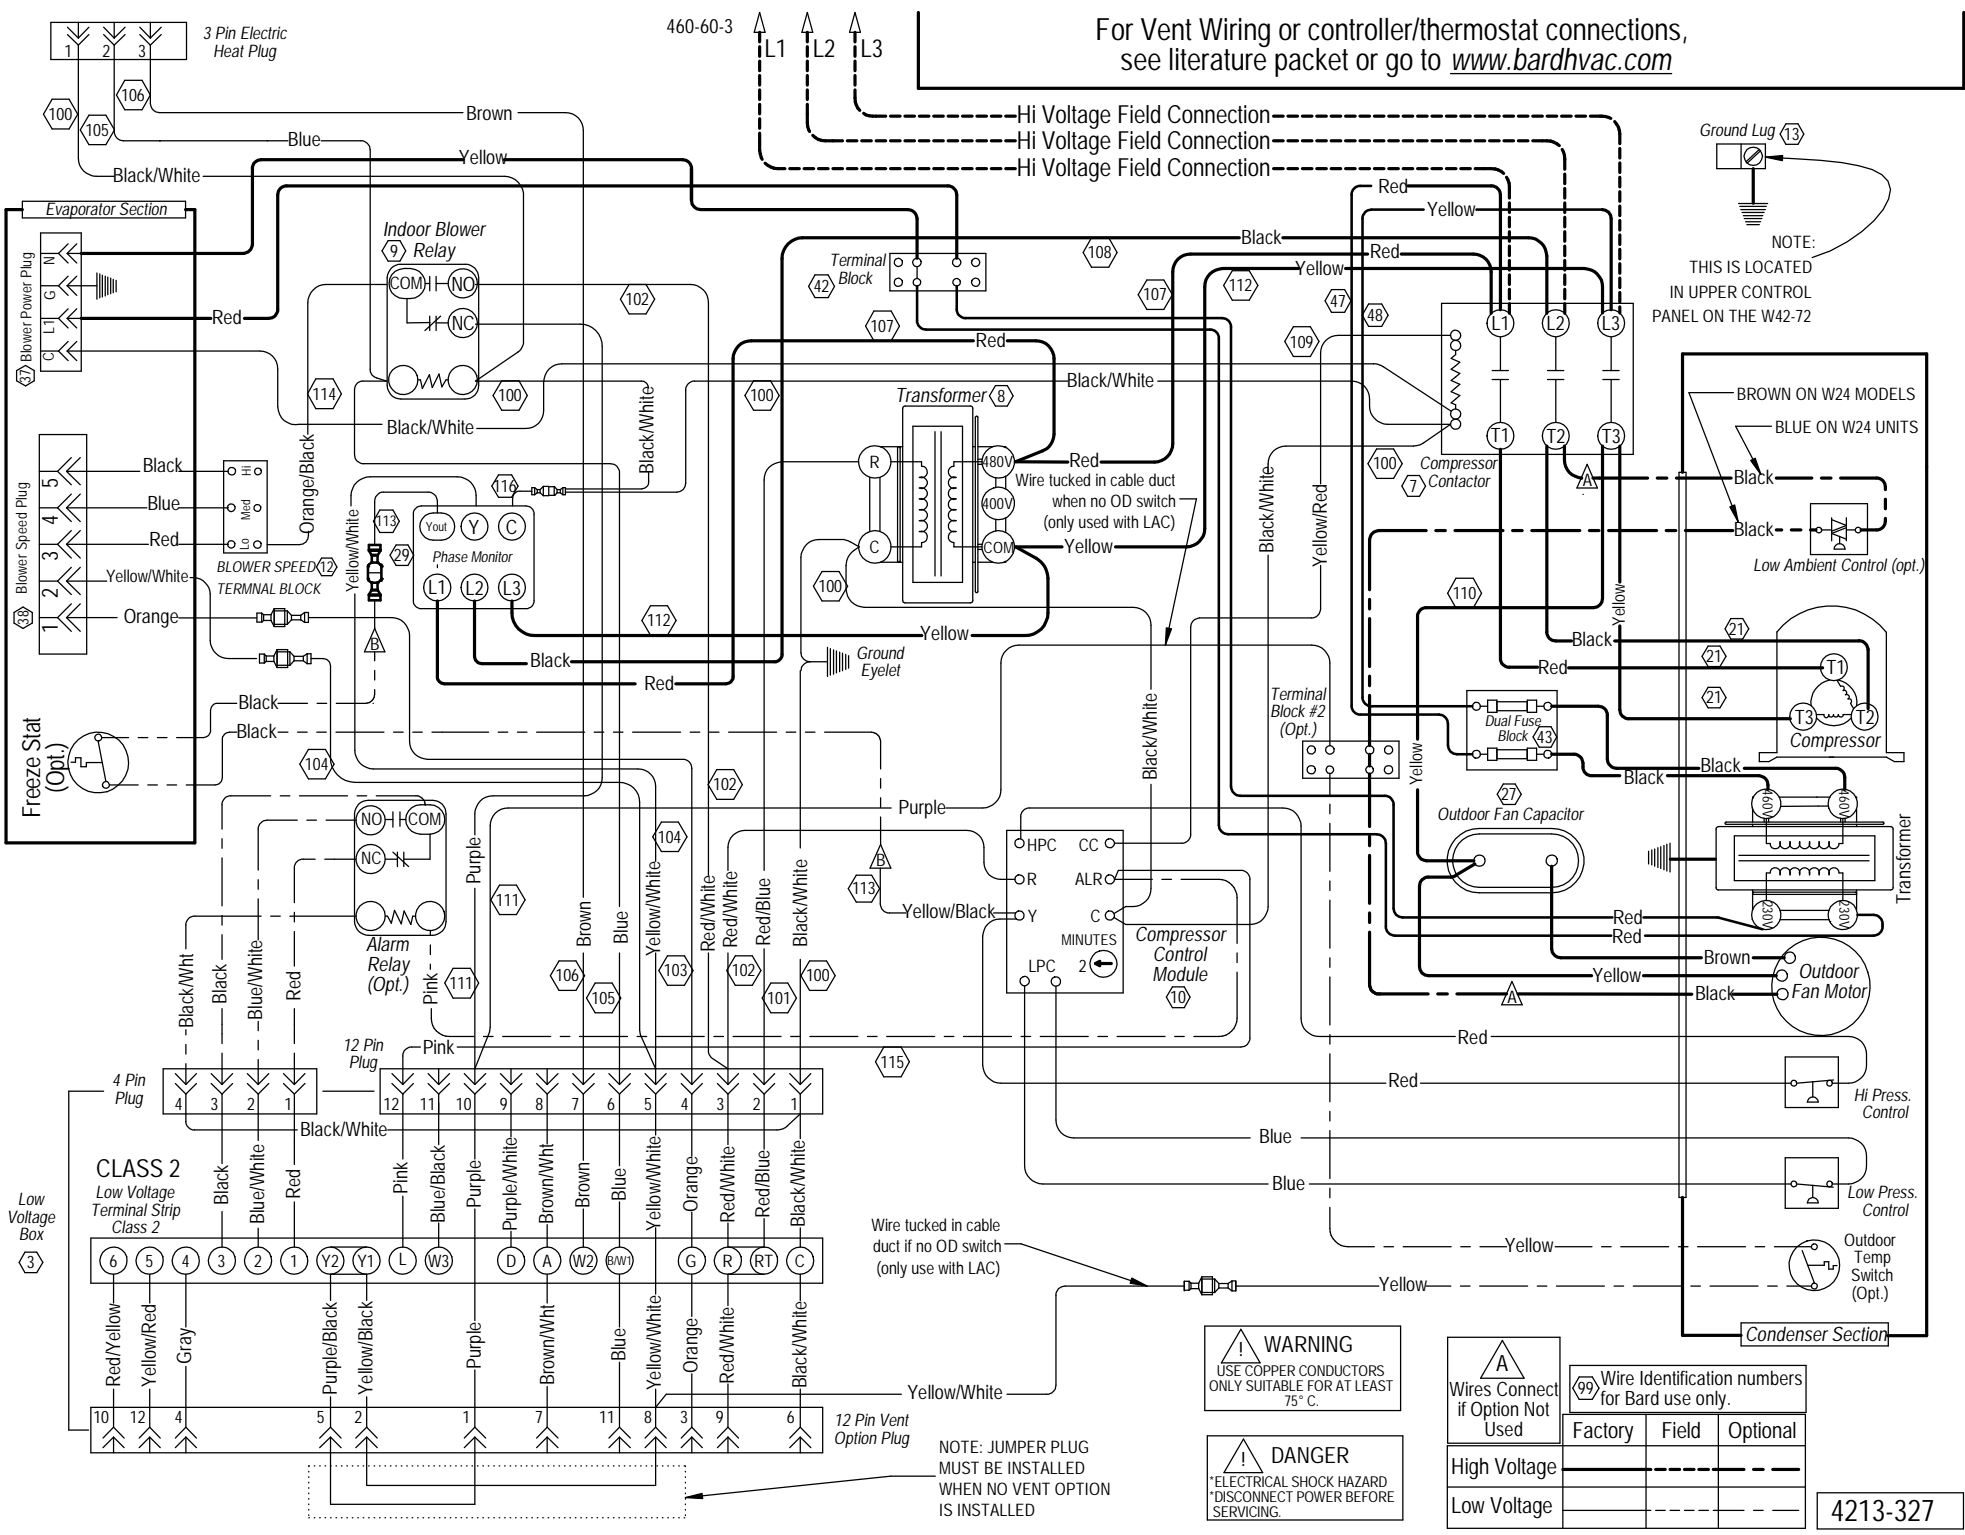 460-60-3
L1
L2
L3
For Vent Wiring or controller/thermostat connections,
see literature packet or go to www.bardhvac.com
3 Pin Electric
Heat Plug
1
2
3
100
105
106
Brown
Blue
Yellow
Black/White
Hi Voltage Field Connection
Hi Voltage Field Connection
Hi Voltage Field Connection
Ground Lug 13
NOTE:
THIS IS LOCATED
IN UPPER CONTROL
PANEL ON THE W42-72
Evaporator Section
37
Blower Power Plug
N
G
L1
C
Red
Indoor Blower
9 Relay
COM
NO
NC
102
114
100
Black/White
Black/White
Orange/Black
Terminal
Block
42
108
Black
Red
Yellow
Red
Yellow
107
112
47
48
107
Red
109
Black/White
100
L1
L2
L3
T1
T2
T3
Compressor
Contactor
7
100
BROWN ON W24 MODELS
BLUE ON W24 UNITS
Black
Black
Low Ambient Control (opt.)
A
38
Blower Speed Plug
5
4
3
2
1
Black
Blue
Red
Yellow/White
Orange
Hi
Med
Lo
BLOWER SPEED
TERMNAL BLOCK
12
Yellow/White
113
29
116
Yout
Y
C
Phase Monitor
L1
L2
L3
B
112
Yellow
Black
Red
Transformer 8
R
C
480V
400V
COM
Red
Yellow
Wire tucked in cable duct
when no OD switch
(only used with LAC)
100
Ground
Eyelet
Black/White
Yellow/Red
Black/White
110
Yellow
Black
Red
21
21
21
T1
T3
T2
Compressor
Freeze Stat
(Opt.)
Black
Black
104
102
104
Terminal
Block #2
(Opt.)
Yellow
Dual Fuse
Block
43
Black
Black
27
Outdoor Fan Capacitor
460V
460V
230V
230V
Transformer
Red
Red
Brown
Yellow
Black
A
Outdoor
Fan Motor
NO
COM
NC
Alarm
Relay
(Opt.)
Purple
111
Purple
B
113
Yellow/Black
HPC
CC
R
ALR
Y
C
MINUTES
LPC
2
Compressor
Control
Module
10
Black/Wht
Black
Blue/White
Red
Pink
111
Brown
106
Blue
105
Yellow/White
103
Red/White
Red/White
102
Red/Blue
101
Black/White
100
12 Pin
Plug
Pink
115
Red
Red
Hi Press.
Control
4 Pin
Plug
4
3
2
1
12
11
10
9
8
7
6
5
4
3
2
1
Black/White
Blue
Blue
Low Press.
Control
CLASS 2
Low Voltage
Terminal Strip
Class 2
Low
Voltage
Box
3
Black
Blue/White
Red
Pink
Blue/Black
Purple
Purple/White
Brown/Wht
Brown
Blue
Yellow/White
Orange
Red/White
Red/Blue
Black/White
6
5
4
3
2
1
Y2
Y1
L
W3
D
A
W2
B/W1
G
R
RT
C
Wire tucked in cable
duct if no OD switch
(only use with LAC)
Yellow
Yellow
Outdoor
Temp
Switch
(Opt.)
Condenser Section
Red/Yellow
Yellow/Red
Gray
Purple/Black
Yellow/Black
Purple
Brown/Wht
Blue
Yellow/White
Orange
Red/White
Black/White
Yellow/White
10
12
4
5
2
1
7
11
8
3
9
6
12 Pin Vent
Option Plug
NOTE: JUMPER PLUG
MUST BE INSTALLED
WHEN NO VENT OPTION
IS INSTALLED
! WARNING
USE COPPER CONDUCTORS
ONLY SUITABLE FOR AT LEAST
75° C.
! DANGER
*ELECTRICAL SHOCK HAZARD
*DISCONNECT POWER BEFORE
SERVICING.
A
Wires Connect
if Option Not
Used
99 Wire Identification numbers
for Bard use only.
Factory Field Optional
High Voltage
Low Voltage
4213-327